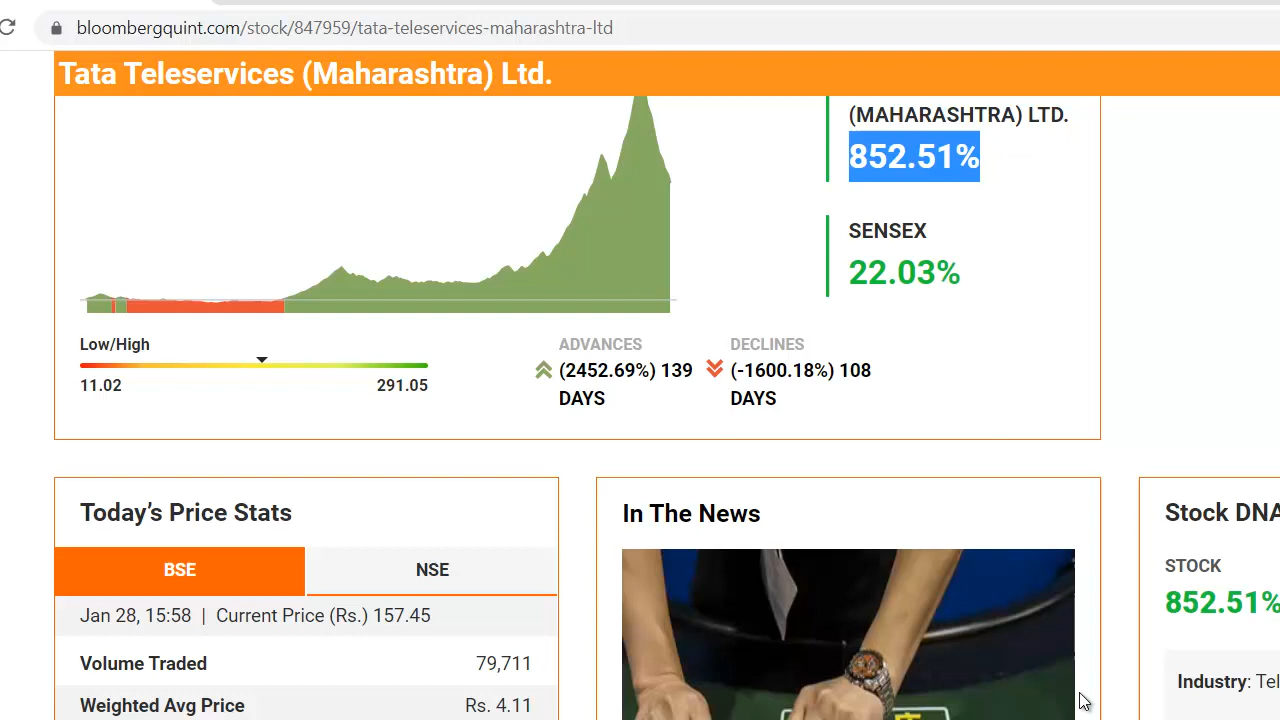 bloombergquint.com/stock/847959/tata-teleservices-maharashtra-ltd
Tata Teleservices (Maharashtra) Ltd.
(MAHARASHTRA) LTD.
852.51%
SENSEX
22.03%
Low/High
11.02 291.05
ADVANCES
(2452.69%) 139
DAYS
DECLINES
(-1600.18%) 108
DAYS
Today’s Price Stats
BSE NSE
Jan 28, 15:58 | Current Price (Rs.) 157.45
Volume Traded 79,711
Weighted Avg Price Rs. 4.11
In The News
Stock DNA
STOCK
852.51%
Industry: Tel